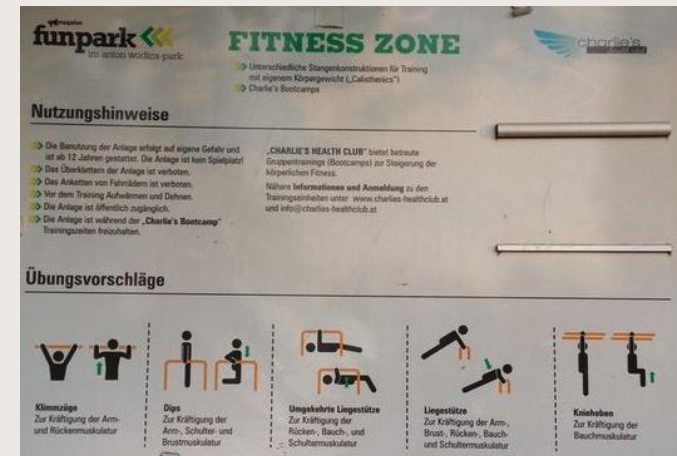 megafon
funpark
im anton wodica-park
FITNESS ZONE
charlie's
Unterschiedliche Stangenkonstruktionen für Training
mit eigenem Körpergewicht („Calisthenics")
Charlie's Bootcamps
Nutzungshinweise
Die Benutzung der Anlage erfolgt auf eigene Gefahr und
ist ab 12 Jahren gestattet. Die Anlage ist kein Spielplatz!
Das Überklettern der Anlage ist verboten.
Das Anketten von Fahrrädern ist verboten.
Vor dem Training Aufwärmen und Dehnen.
Die Anlage ist öffentlich zugänglich.
Die Anlage ist während der „Charlie's Bootcamp"
Trainingszeiten freizuhalten.
„CHARLIE'S HEALTH CLUB" bietet betreute
Gruppentrainings (Bootcamps) zur Steigerung der
körperlichen Fitness.
Nähere Informationen und Anmeldung zu den
Trainingseinheiten unter www.charlies-healthclub.at
und info@charlies-healthclub.at
Übungsvorschläge
Klimmzüge
Zur Kräftigung der Arm-
und Rückenmuskulatur
Dips
Zur Kräftigung der
Arm-, Schulter- und
Brustmuskulatur
Umgekehrte Liegestütze
Zur Kräftigung der
Rücken-, Bauch-, und
Schultermuskulatur
Liegestütze
Zur Kräftigung der Arm-,
Brust-, Rücken-, Bauch-
und Schultermuskulatur
Knieheben
Zur Kräftigung der
Bauchmuskulatur